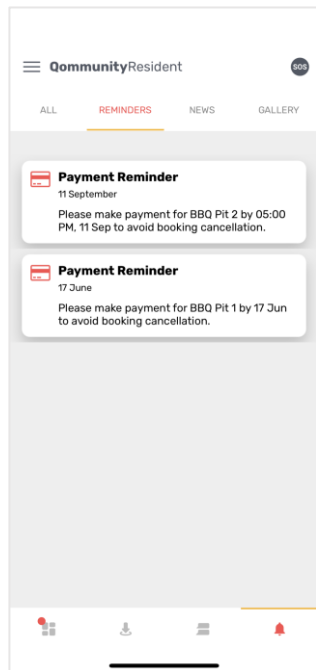 QommunityResident
SOS
ALL REMINDERS NEWS GALLERY
Payment Reminder
11 September
Please make payment for BBQ Pit 2 by 05:00
PM, 11 Sep to avoid booking cancellation.
Payment Reminder
17 June
Please make payment for BBQ Pit 1 by 17 Jun
to avoid booking cancellation.